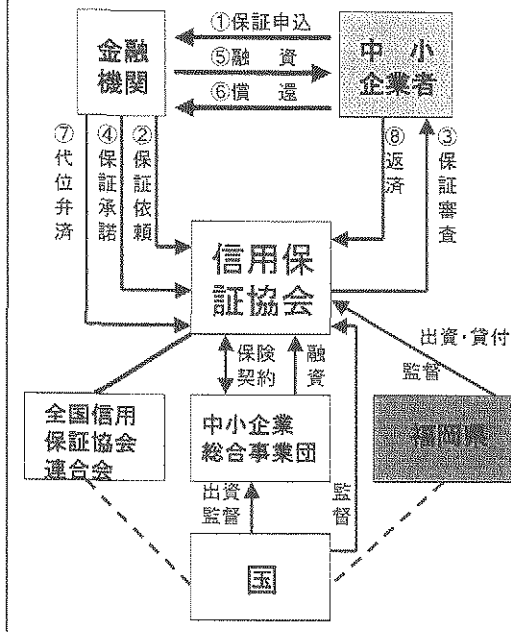 ①保証申込
金融
機関
⑤融 資
⑥償 還
中 小
企業者
⑦代位弁済
④保証承諾
②保証依頼
⑧返済
③保証審査
信用保
証協会
出資・貸付
監督
保険
契約
融資
全国信用
保証協会
連合会
中小企業
総合事業団
福岡県
出資
監督
監督
国